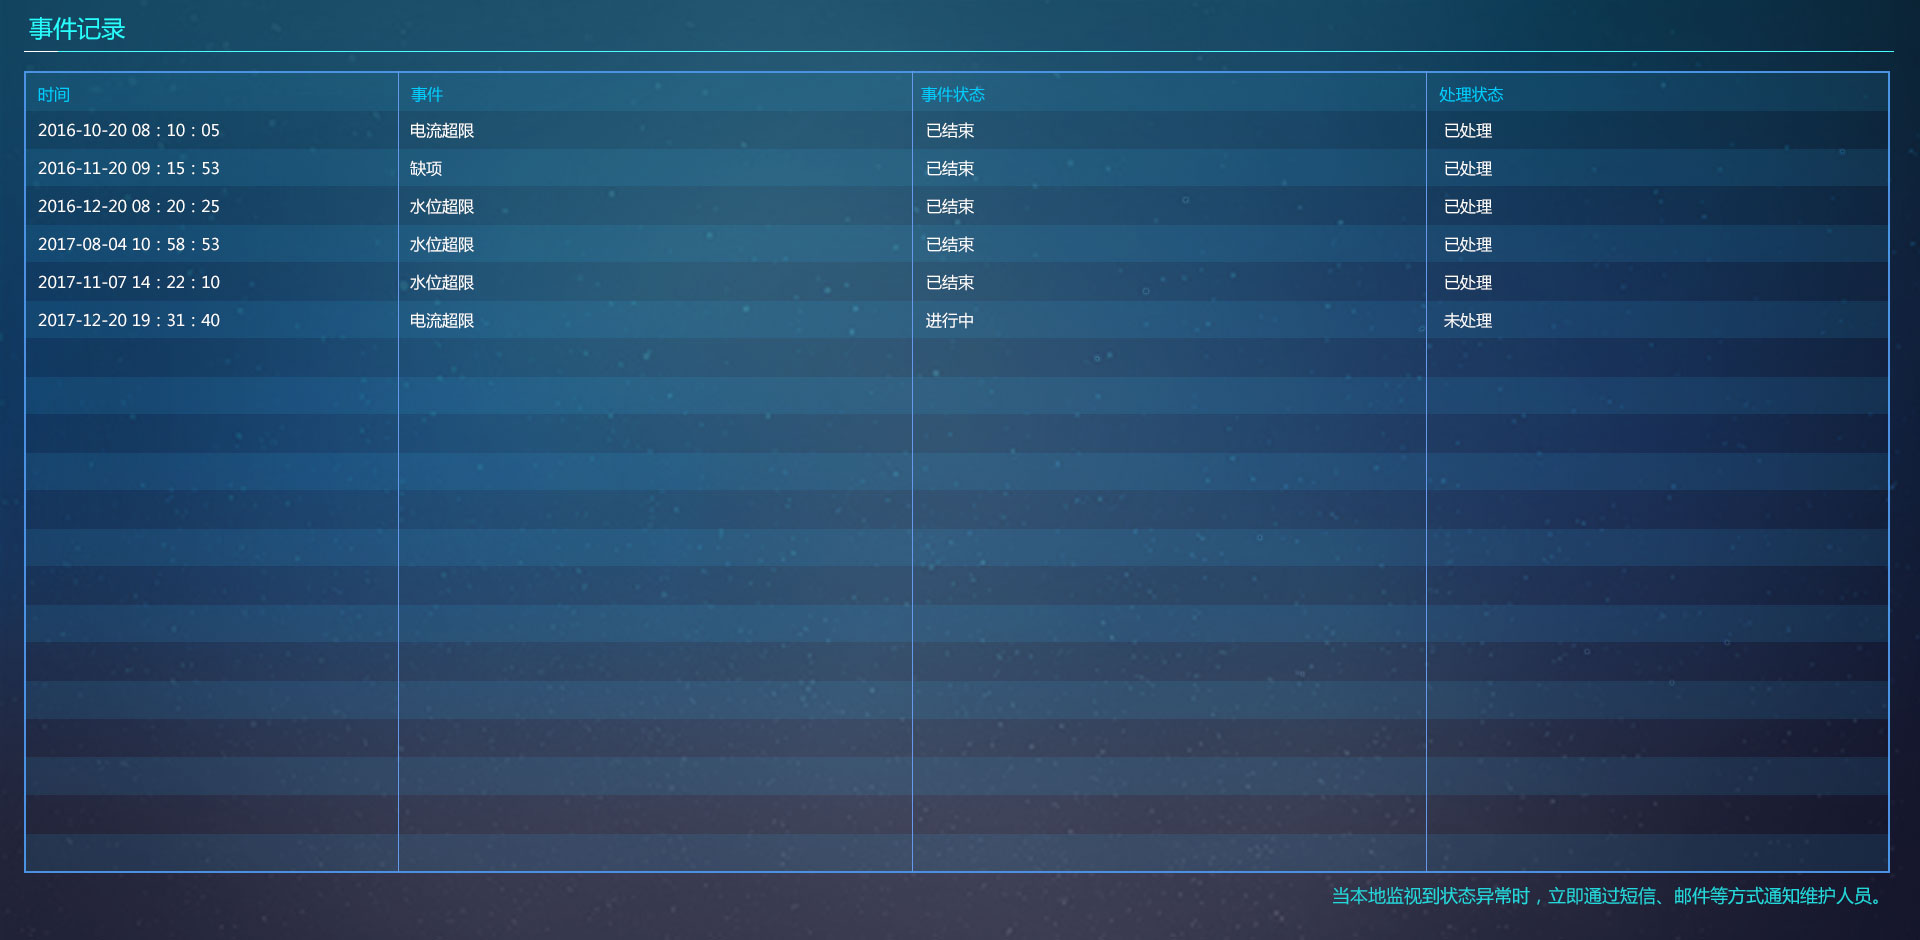 事件记录
时间 事件 事件状态 处理状态
2016-10-20 08：10：05 电流超限 已结束 已处理
2016-11-20 09：15：53 缺项 已结束 已处理
2016-12-20 08：20：25 水位超限 已结束 已处理
2017-08-04 10：58：53 水位超限 已结束 已处理
2017-11-07 14：22：10 水位超限 已结束 已处理
2017-12-20 19：31：40 电流超限 进行中 未处理
当本地监视到状态异常时，立即通过短信、邮件等方式通知维护人员。